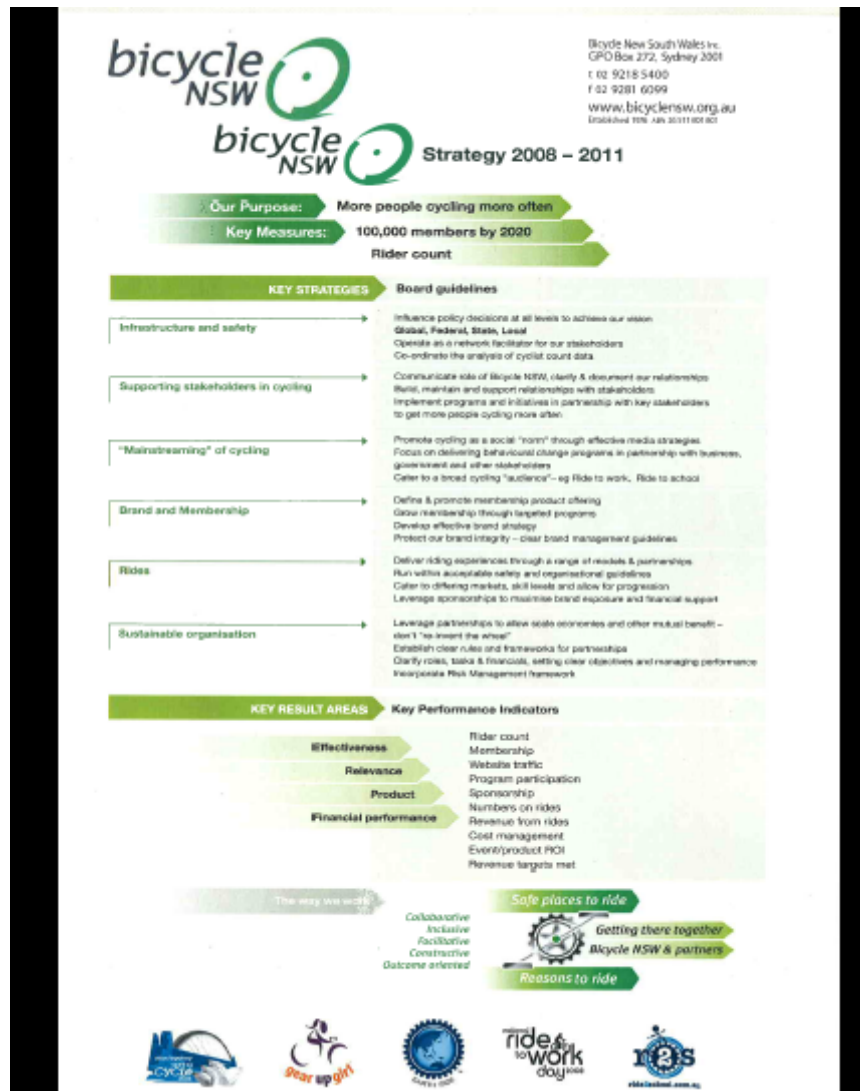 bicycle
NSW
Bicycle New South Wales Inc.
GPO Box 272, Sydney 2001
t 02 9218 5400
f 02 9281 6099
www.bicyclensw.org.au
Established 1976
bicycle
NSW
Strategy 2008 – 2011
Our Purpose: More people cycling more often
Key Measures: 100,000 members by 2020
Rider count
KEY STRATEGIES Board guidelines
Infrastructure and safety
Influence policy decisions at all levels to achieve our vision
Global, Federal, State, Local
Operate as a network facilitator for our stakeholders
Co-ordinate the analysis of cyclist count data
Supporting stakeholders in cycling
Communicate role of Bicycle NSW, clarify & document our relationships
Build, maintain and support relationships with stakeholders
Implement programs and initiatives in partnership with key stakeholders
to get more people cycling more often
"Mainstreaming" of cycling
Promote cycling as a social "norm" through effective media strategies
Focus on delivering behavioural change programs in partnership with business,
government and other stakeholders
Cater to a broad cycling "audience"– eg Ride to work, Ride to school
Brand and Membership
Define & promote membership product offering
Grow membership through targeted programs
Develop effective brand strategy
Protect our brand integrity – clear brand management guidelines
Rides
Deliver riding experiences through a range of models & partnerships
Run within acceptable safety and organisational guidelines
Cater to differing markets, skill levels and allow for progression
Leverage sponsorships to maximise brand exposure and financial support
Sustainable organisation
Leverage partnerships to allow scale economies and other mutual benefit –
don't "re-invent the wheel"
Establish clear rules and frameworks for partnerships
Clarify roles, tasks & financials, setting clear objectives and managing performance
Incorporate Risk Management framework
KEY RESULT AREAS Key Performance Indicators
Effectiveness
Relevance
Product
Financial performance
Rider count
Membership
Website traffic
Program participation
Sponsorship
Numbers on rides
Revenue from rides
Cost management
Event/product ROI
Revenue targets met
The way we work
Collaborative
Inclusive
Facilitative
Constructive
Outcome oriented
Safe places to ride
Getting there together
Bicycle NSW & partners
Reasons to ride
cycle
gear up girl
national
ride
to work
day 2008
r2s